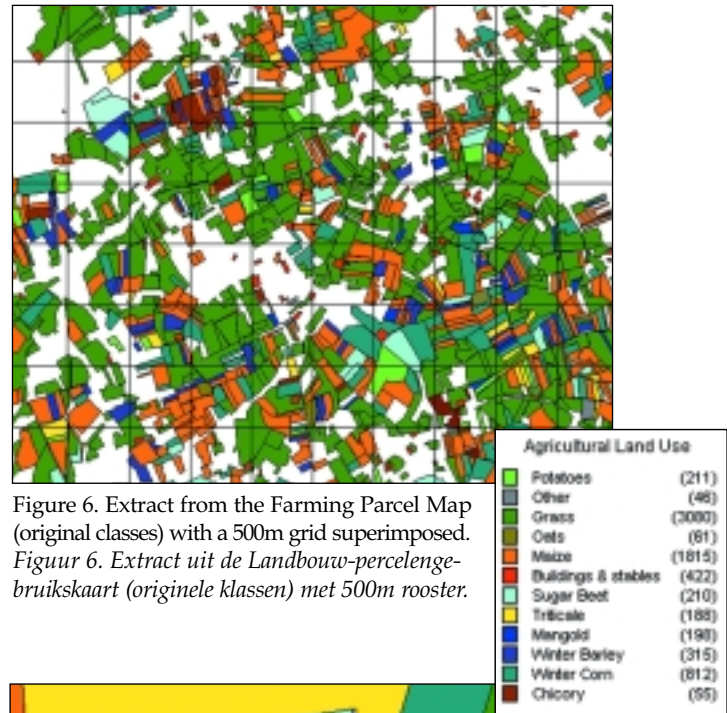 Agricultural Land Use
Potatoes (211)
Other (46)
Grass (3080)
Oats (61)
Maize (1815)
Buildings & stables (422)
Sugar Beet (210)
Triticale (188)
Mangold (198)
Winter Barley (315)
Winter Corn (812)
Chicory (55)
Figure 6. Extract from the Farming Parcel Map
(original classes) with a 500m grid superimposed.
Figuur 6. Extract uit de Landbouw-percelenge-
bruikskaart (originele klassen) met 500m rooster.